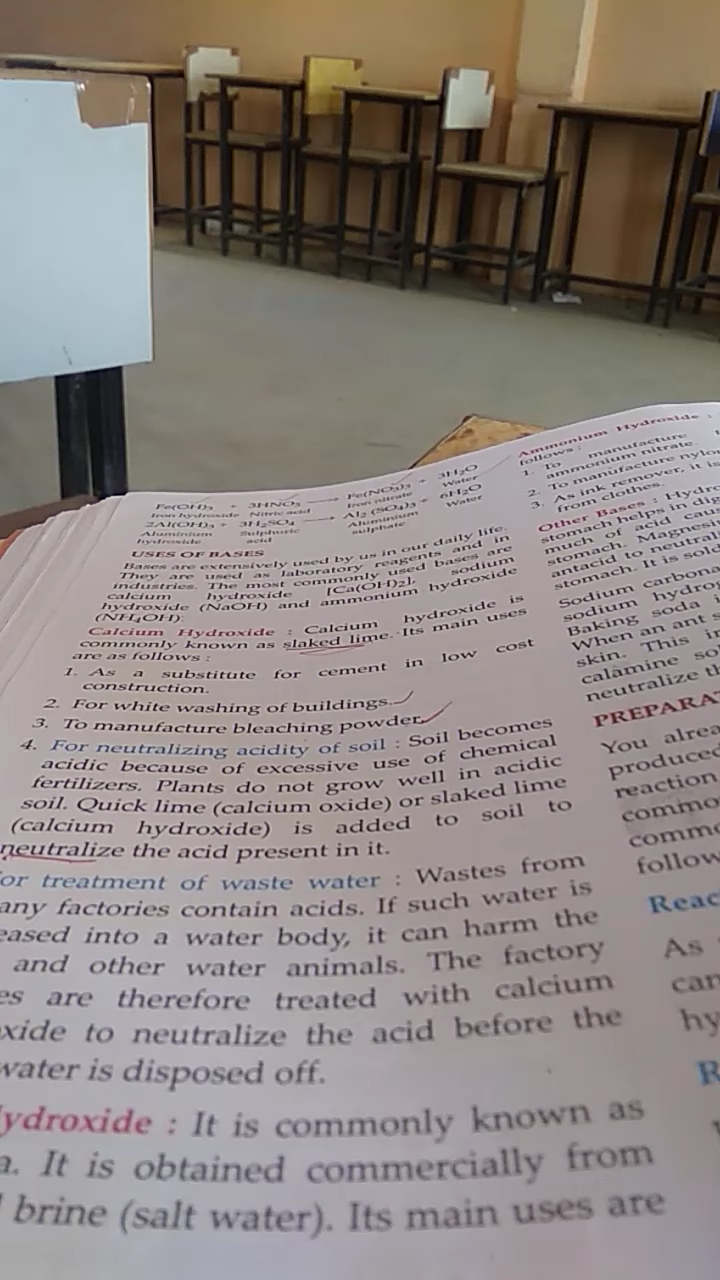 Fe(OH)₃ + 3HNO₃ ⟶ Fe(NO₃)₃ + 3H₂O
Iron hydroxide Nitric acid Iron nitrate Water
2Al(OH)₃ + 3H₂SO₄ ⟶ Al₂ (SO₄)₃ + 6H₂O
Aluminium Sulphuric Aluminium Water
hydroxide acid sulphate
USES OF BASES
Bases are extensively used by us in our daily life.
They are used as laboratory reagents and in
industries. The most commonly used bases are
calcium hydroxide [Ca(OH)₂], sodium
hydroxide (NaOH) and ammonium hydroxide
(NH₄OH).
Calcium Hydroxide : Calcium hydroxide is
commonly known as slaked lime. Its main uses
are as follows :
1. As a substitute for cement in low cost
construction.
2. For white washing of buildings.
3. To manufacture bleaching powder.
4. For neutralizing acidity of soil : Soil becomes
acidic because of excessive use of chemical
fertilizers. Plants do not grow well in acidic
soil. Quick lime (calcium oxide) or slaked lime
(calcium hydroxide) is added to soil to
neutralize the acid present in it.
or treatment of waste water : Wastes from
any factories contain acids. If such water is
eased into a water body, it can harm the
and other water animals. The factory
es are therefore treated with calcium
xide to neutralize the acid before the
water is disposed off.
ydroxide : It is commonly known as
a. It is obtained commercially from
brine (salt water). Its main uses are
Ammonium Hydroxide :
follows :
1. To manufacture
ammonium nitrate.
2. To manufacture nylo
3. As ink remover, it is
from clothes.
Other Bases : Hydro
stomach helps in dig
much of acid cau
stomach. Magnesi
antacid to neutral
stomach. It is sold
Sodium carbona
sodium hydro
Baking soda i
When an ant s
skin. This in
calamine so
neutralize th
PREPARA
You alrea
produced
reaction
commo
commo
follow
Reac
As
can
hy
R